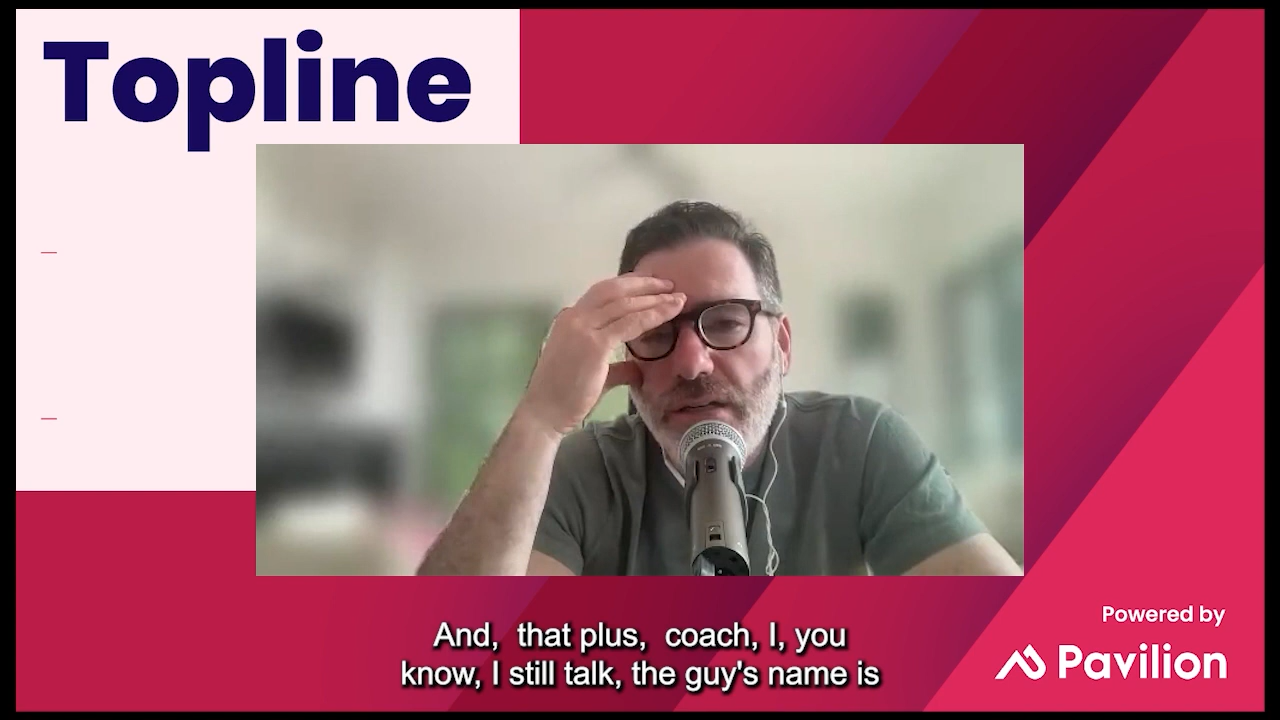 Topline
And,  that plus,  coach, I, you
know, I still talk, the guy's name is
Powered by
Pavilion